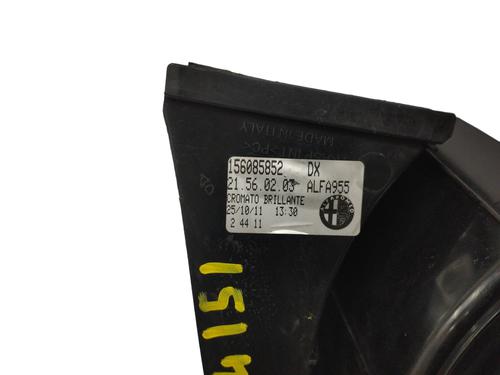 MADE IN ITALY
156085852 DX
21.56.02.03 ALFA955
CROMATO BRILLANTE
25/10/11 13:30
2 44 11
151